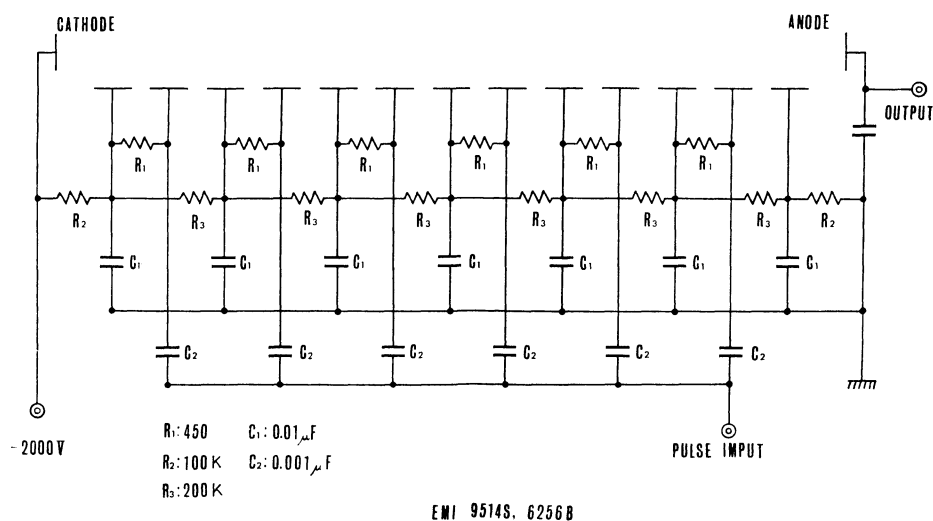 CATHODE
ANODE
OUTPUT
R₁ R₁ R₁ R₁ R₁ R₁
R₂ R₃ R₃ R₃ R₃ R₃ R₃ R₂
C₁ C₁ C₁ C₁ C₁ C₁ C₁
C₂ C₂ C₂ C₂ C₂ C₂
-2000V
PULSE IMPUT
R₁:450 C₁:0.01μF
R₂:100K C₂:0.001μF
R₃:200K
EMI 9514S, 6256B